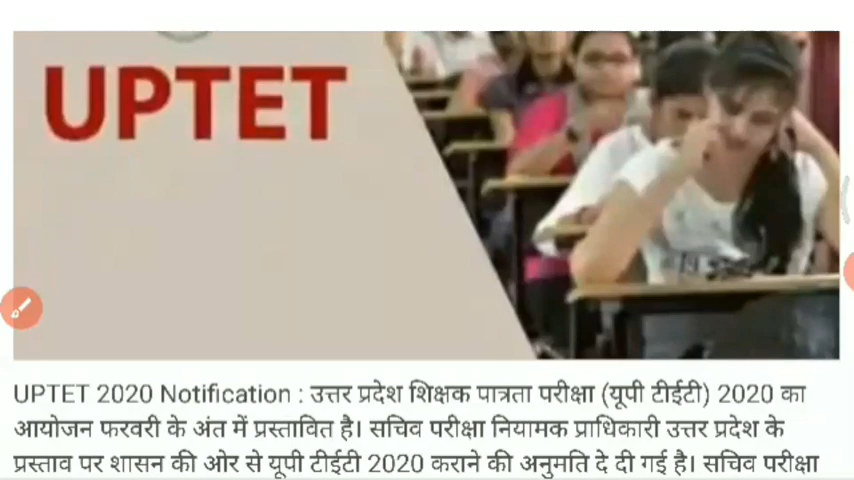 UPTET
UPTET 2020 Notification : उत्तर प्रदेश शिक्षक पात्रता परीक्षा (यूपी टीईटी) 2020 का
आयोजन फरवरी के अंत में प्रस्तावित है। सचिव परीक्षा नियामक प्राधिकारी उत्तर प्रदेश के
प्रस्ताव पर शासन की ओर से यूपी टीईटी 2020 कराने की अनुमति दे दी गई है। सचिव परीक्षा